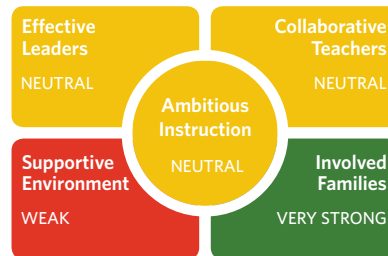 Effective
Leaders
NEUTRAL
Collaborative
Teachers
NEUTRAL
Ambitious
Instruction
NEUTRAL
Supportive
Environment
WEAK
Involved
Families
VERY STRONG